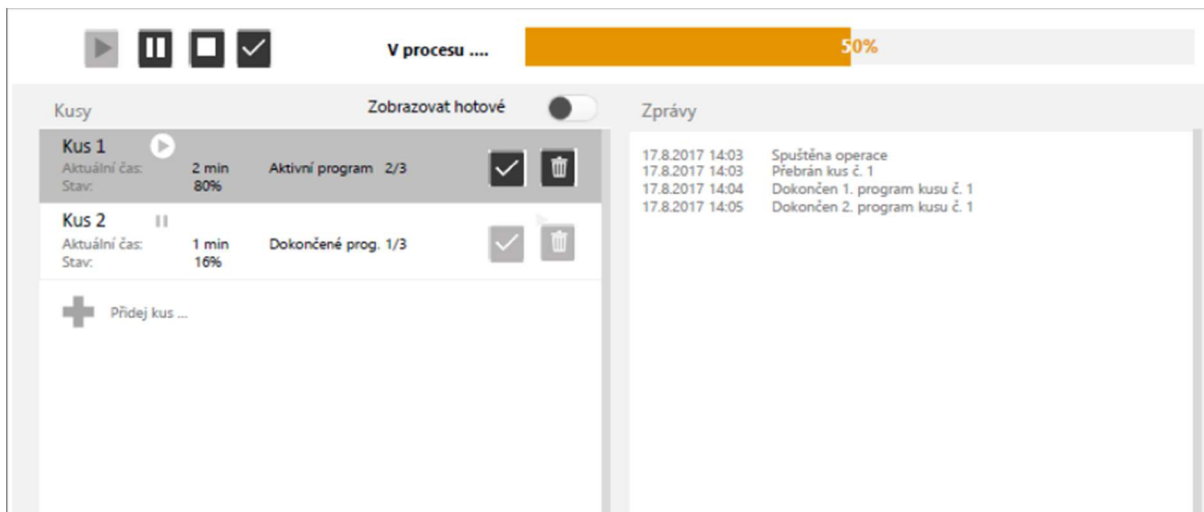 V procesu ....
50%
Kusy
Zobrazovat hotové
Kus 1
Aktuální čas: 2 min Aktivní program 2/3
Stav: 80%
Kus 2
Aktuální čas: 1 min Dokončené prog. 1/3
Stav: 16%
Přidej kus ...
Zprávy
17.8.2017 14:03 Spuštěna operace
17.8.2017 14:03 Přebrán kus č. 1
17.8.2017 14:04 Dokončen 1. program kusu č. 1
17.8.2017 14:05 Dokončen 2. program kusu č. 1